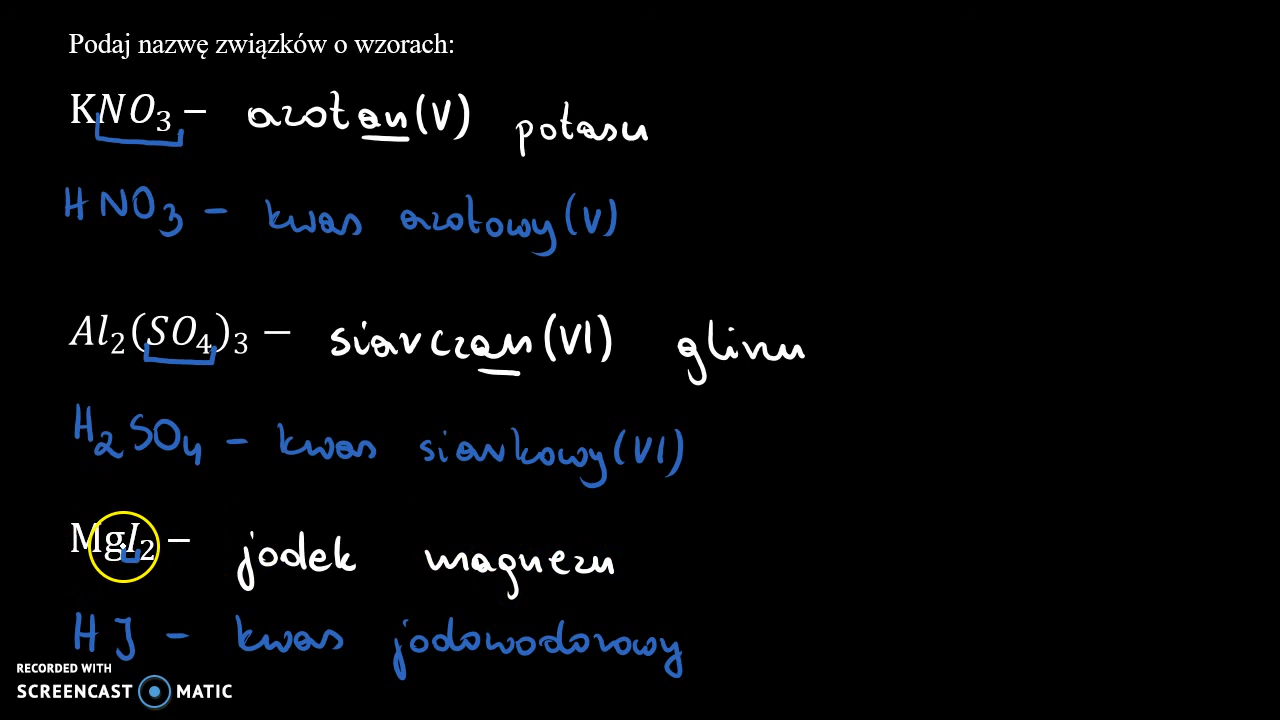 Podaj nazwę związków o wzorach:
KNO₃ – azotan(V) potasu
HNO₃ – kwas azotowy(V)
Al₂(SO₄)₃ – siarczan(VI) glinu
H₂SO₄ – kwas siarkowy(VI)
MgI₂ – jodek magnezu
HJ – kwas jodowodorowy
RECORDED WITH
SCREENCAST MATIC